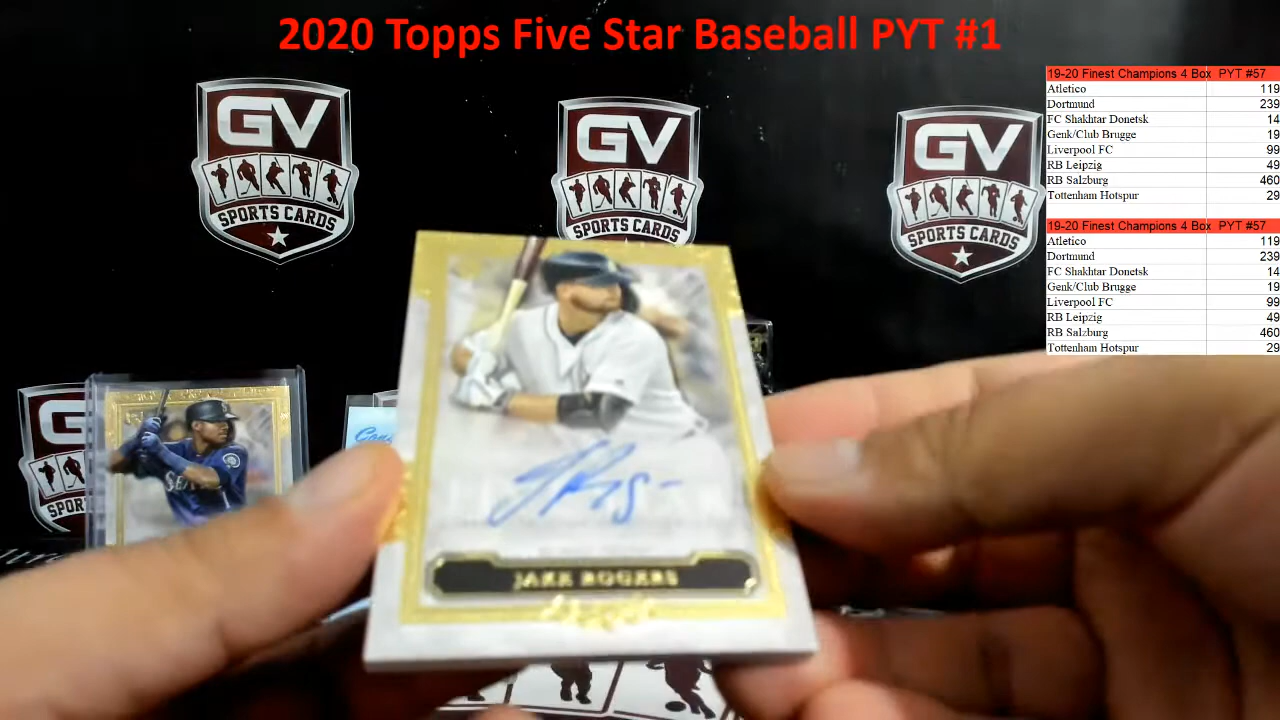 2020 Topps Five Star Baseball PYT #1
19-20 Finest Champions 4 Box PYT #57
Atletico 119
Dortmund 239
FC Shakhtar Donetsk 14
Genk/Club Brugge 19
Liverpool FC 99
RB Leipzig 49
RB Salzburg 460
Tottenham Hotspur 29
19-20 Finest Champions 4 Box PYT #57
Atletico 119
Dortmund 239
FC Shakhtar Donetsk 14
Genk/Club Brugge 19
Liverpool FC 99
RB Leipzig 49
RB Salzburg 460
Tottenham Hotspur 29
GV
SPORTS CARDS
GV
SPORTS CARDS
GV
SPORTS CARDS
G
SPOR
SEA
JAKE ROGERS